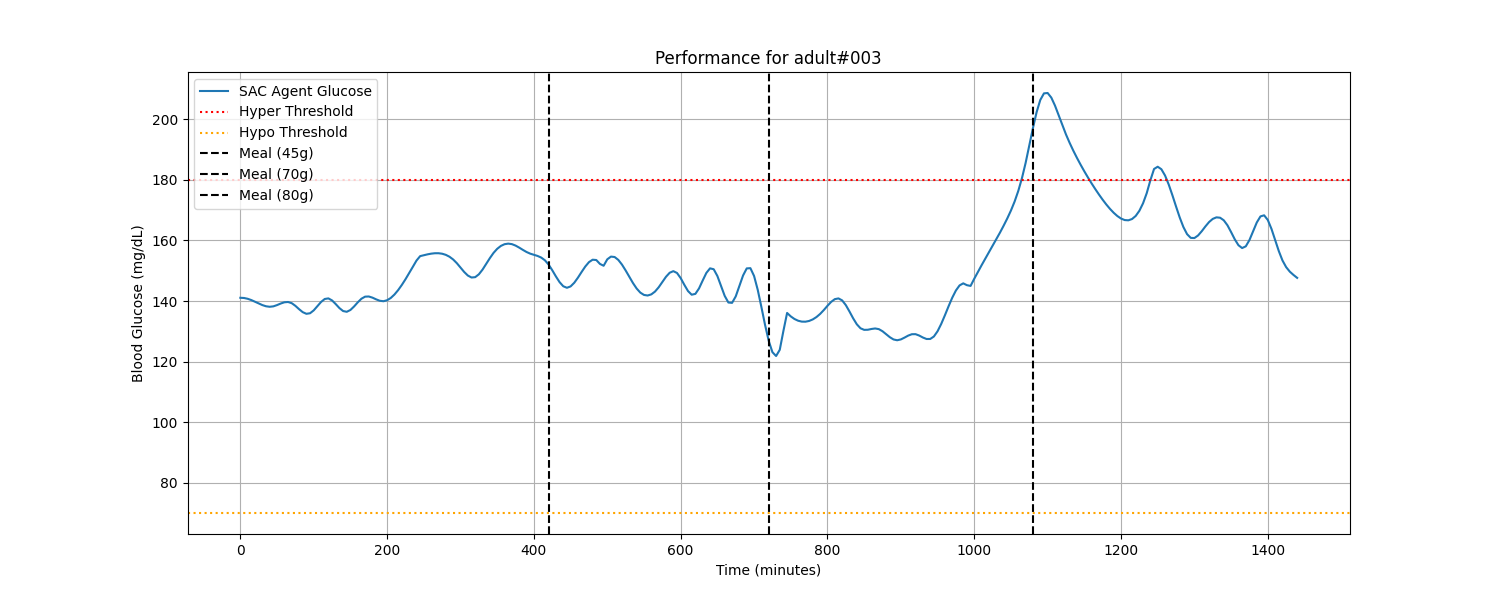 Performance for adult#003
SAC Agent Glucose
Hyper Threshold
Hypo Threshold
Meal (45g)
Meal (70g)
Meal (80g)
Blood Glucose (mg/dL)
200
180
160
140
120
100
80
0 200 400 600 800 1000 1200 1400
Time (minutes)